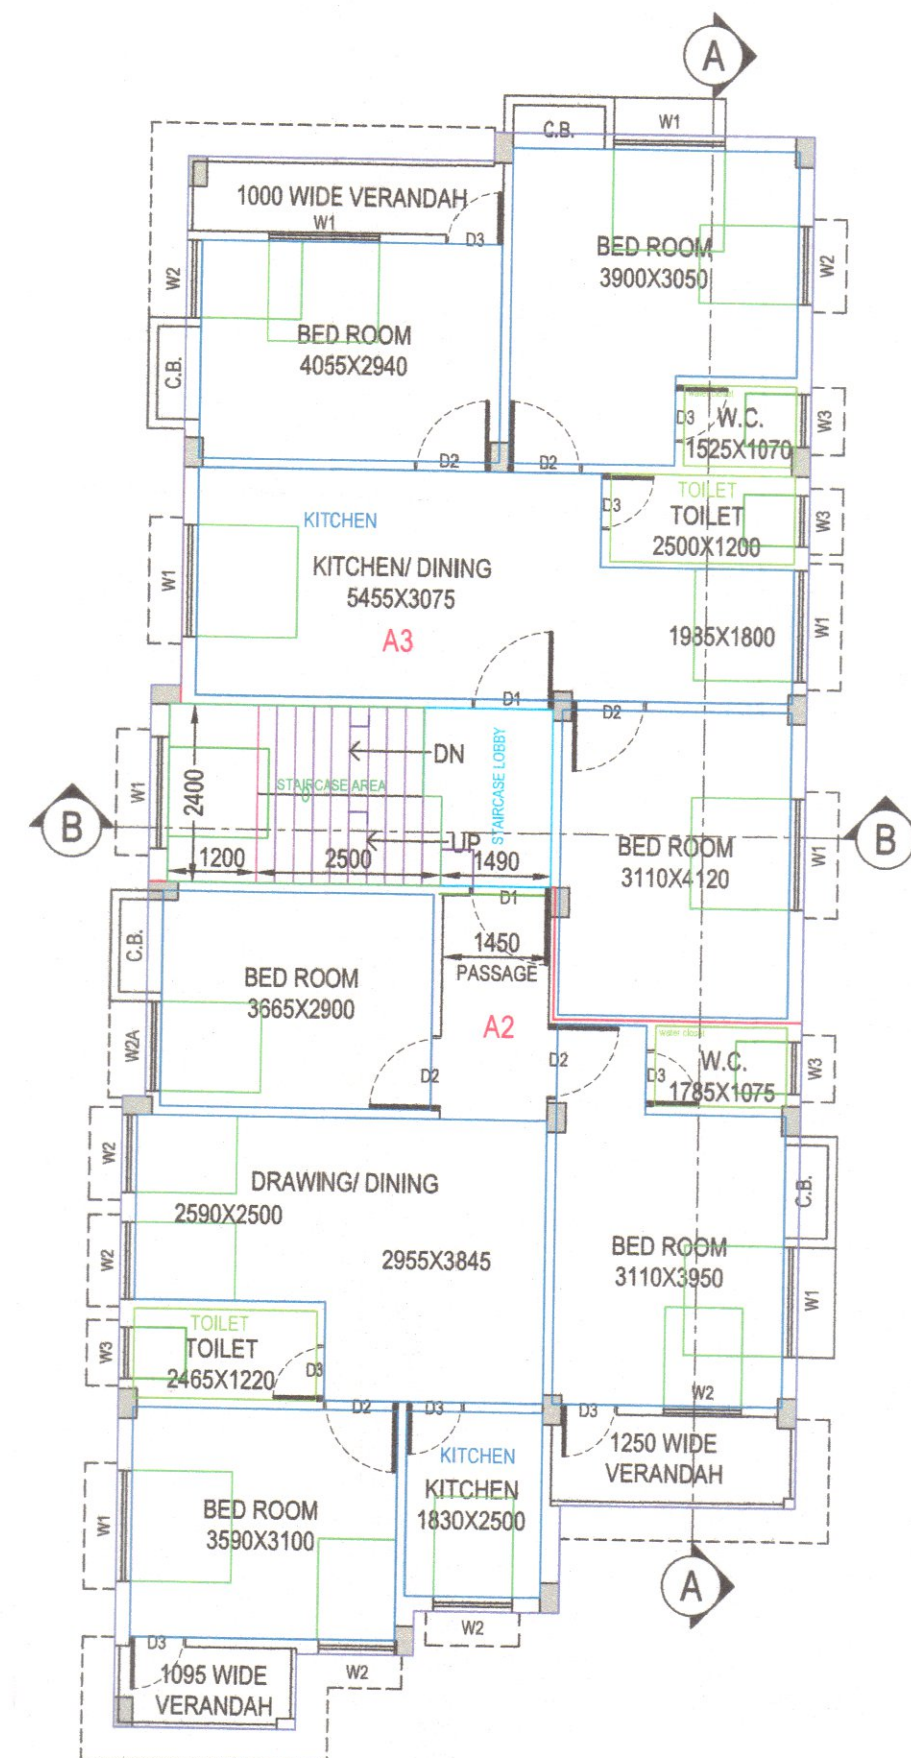 A
C.B.
W1
1000 WIDE VERANDAH
W1
D3
W2
BED ROOM
3900X3050
W2
BED ROOM
4055X2940
C.B.
water closet
D3
W.C.
1525X1070
W3
D2
D2
TOILET
D3
TOILET
2500X1200
W3
KITCHEN
KITCHEN/ DINING
5455X3075
W1
A3
1985X1800
W1
D1
D2
DN
2400
STAIRCASE AREA
STAIRCASE LOBBY
W1
B
UP
B
1200
2500
1490
BED ROOM
3110X4120
W1
D1
C.B.
1450
PASSAGE
BED ROOM
3665X2900
A2
W2A
D2
D2
water closet
D3
W.C.
1785X1075
W3
W2
DRAWING/ DINING
2590X2500
C.B.
W2
2955X3845
BED ROOM
3110X3950
W1
TOILET
TOILET
2465X1220
W3
D3
W2
D2
D3
D3
KITCHEN
KITCHEN
1830X2500
1250 WIDE
VERANDAH
BED ROOM
3590X3100
W1
A
W2
D3
1095 WIDE
VERANDAH
W2